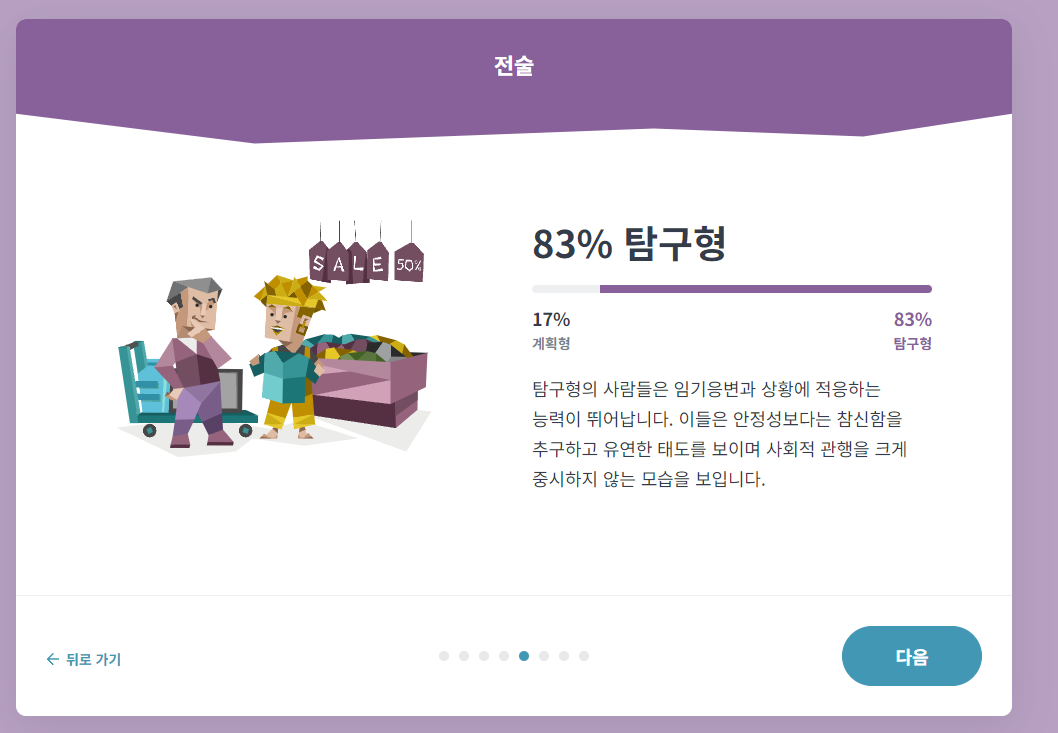 전술
SALE 50%
83% 탐구형
17%
83%
계획형
탐구형
탐구형의 사람들은 임기응변과 상황에 적응하는
능력이 뛰어납니다. 이들은 안정성보다는 참신함을
추구하고 유연한 태도를 보이며 사회적 관행을 크게
중시하지 않는 모습을 보입니다.
← 뒤로 가기
다음